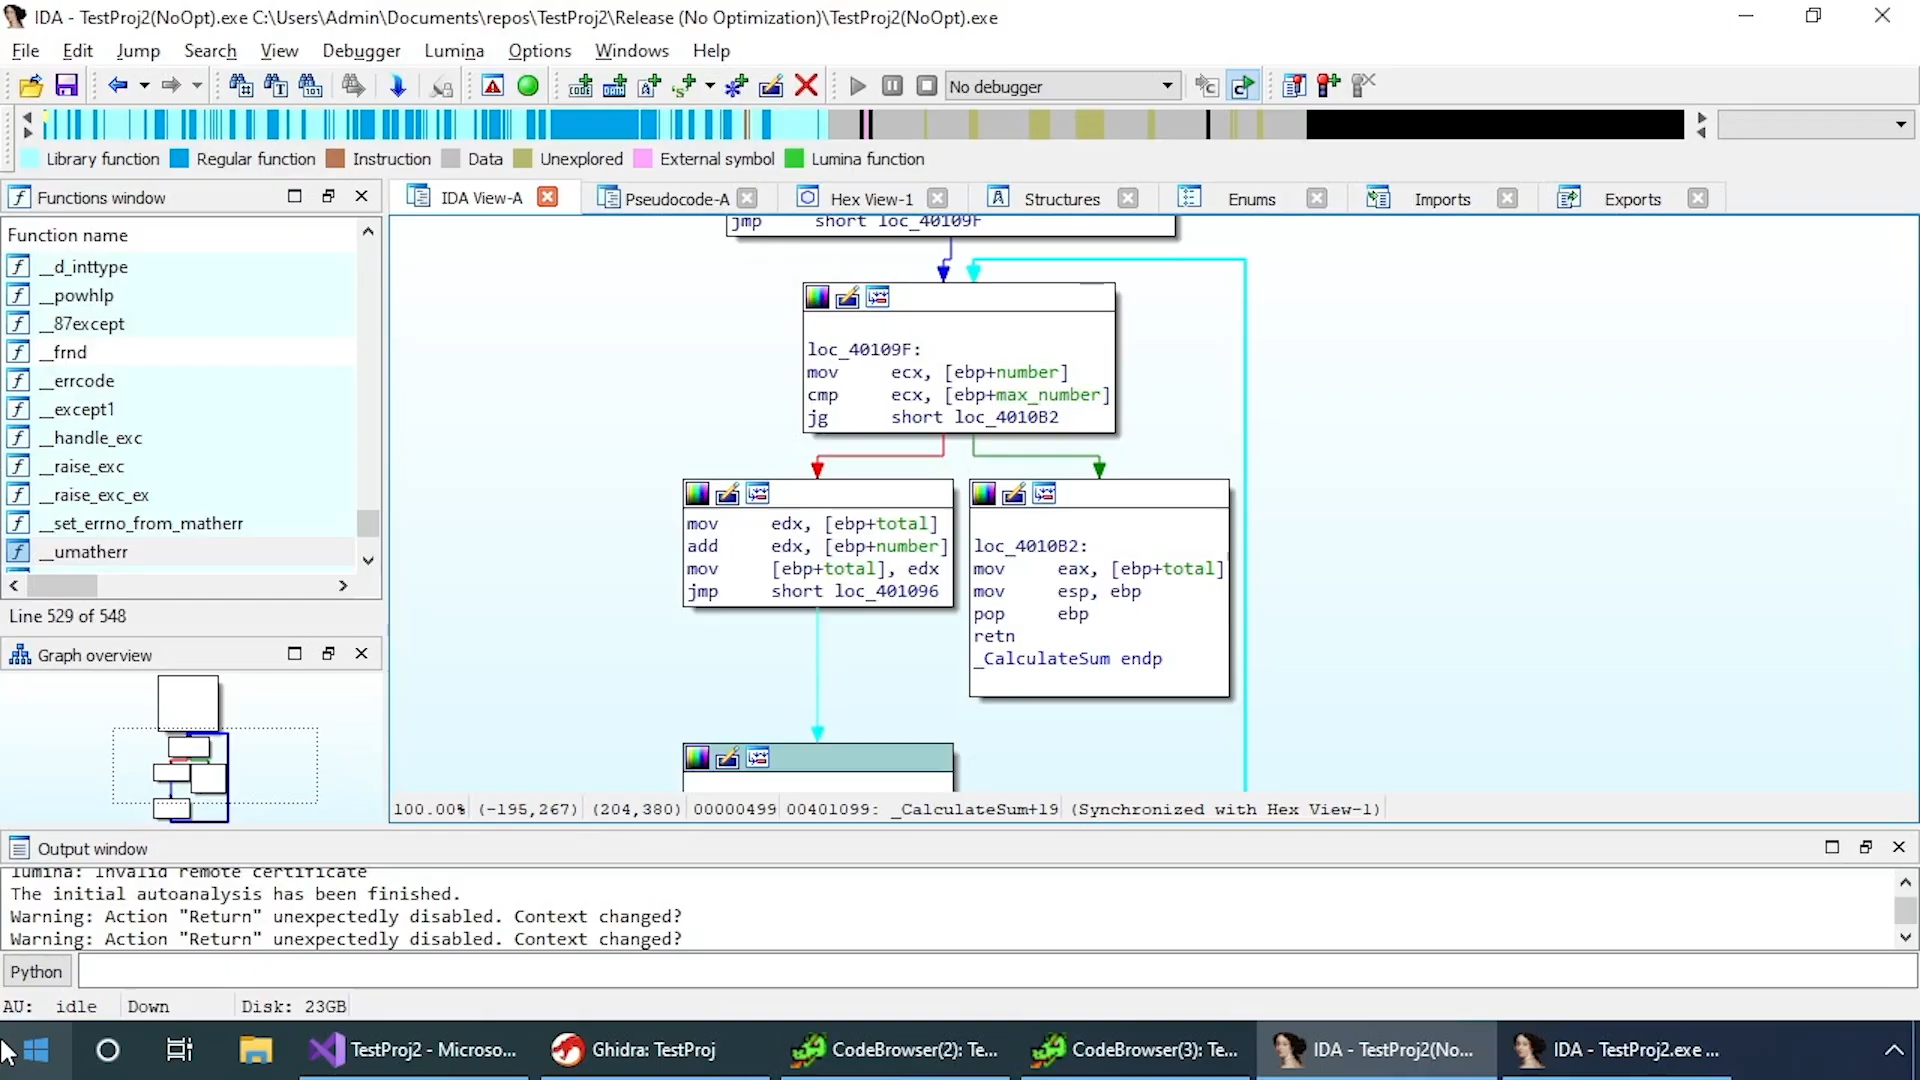 IDA - TestProj2(NoOpt).exe C:\Users\Admin\Documents\repos\TestProj2\Release (No Optimization)\TestProj2(NoOpt).exe
File Edit Jump Search View Debugger Lumina Options Windows Help
No debugger
Library function Regular function Instruction Data Unexplored External symbol Lumina function
Functions window
IDA View-A Pseudocode-A Hex View-1 Structures Enums Imports Exports
Function name
__d_inttype
__powhlp
__87except
__frnd
__errcode
__except1
__handle_exc
__raise_exc
__raise_exc_ex
__set_errno_from_matherr
__umatherr
Line 529 of 548
Graph overview
jmp short loc_40109F
loc_40109F:
mov ecx, [ebp+number]
cmp ecx, [ebp+max_number]
jg short loc_4010B2
mov edx, [ebp+total]
add edx, [ebp+number]
mov [ebp+total], edx
jmp short loc_401096
loc_4010B2:
mov eax, [ebp+total]
mov esp, ebp
pop ebp
retn
_CalculateSum endp
100.00% (-195,267) (204,380) 00000499 00401099: _CalculateSum+19 (Synchronized with Hex View-1)
Output window
lumina: Invalid remote certificate
The initial autoanalysis has been finished.
Warning: Action "Return" unexpectedly disabled. Context changed?
Warning: Action "Return" unexpectedly disabled. Context changed?
Python
AU: idle Down Disk: 23GB
TestProj2 - Microso... Ghidra: TestProj CodeBrowser(2): Te... CodeBrowser(3): Te... IDA - TestProj2(No... IDA - TestProj2.exe ...